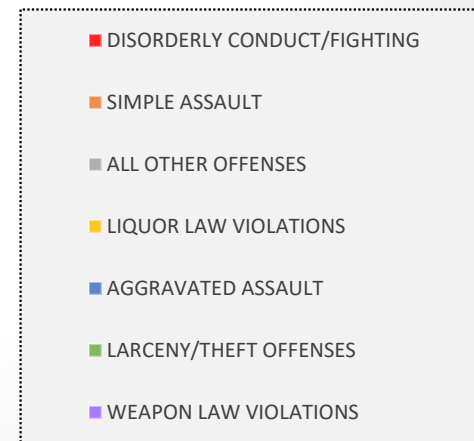 DISORDERLY CONDUCT/FIGHTING
SIMPLE ASSAULT
ALL OTHER OFFENSES
LIQUOR LAW VIOLATIONS
AGGRAVATED ASSAULT
LARCENY/THEFT OFFENSES
WEAPON LAW VIOLATIONS